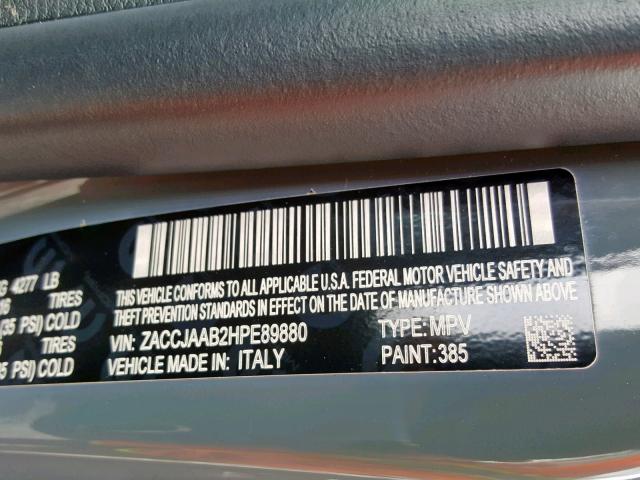 G 4277 LB
TIRES
(35 PSI) COLD
TIRES
PSI) COLD
THIS VEHICLE CONFORMS TO ALL APPLICABLE U.S.A. FEDERAL MOTOR VEHICLE SAFETY AND
THEFT PREVENTION STANDARDS IN EFFECT ON THE DATE OF MANUFACTURE SHOWN ABOVE.
VIN: ZACCJAAB2HPE89880 TYPE: MPV
VEHICLE MADE IN: ITALY PAINT: 385